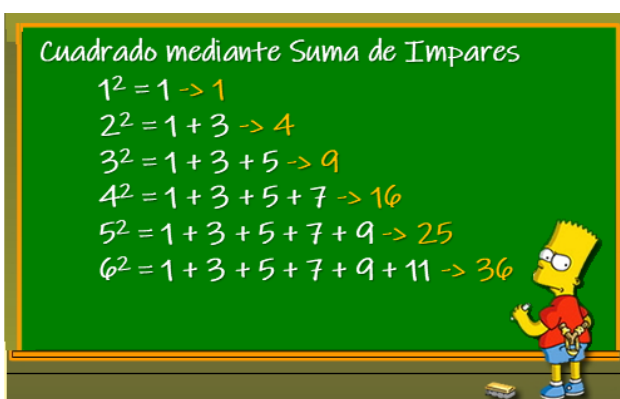 Cuadrado mediante Suma de Impares
1² = 1 -> 1
2² = 1 + 3 -> 4
3² = 1 + 3 + 5 -> 9
4² = 1 + 3 + 5 + 7 -> 16
5² = 1 + 3 + 5 + 7 + 9 -> 25
6² = 1 + 3 + 5 + 7 + 9 + 11 -> 36